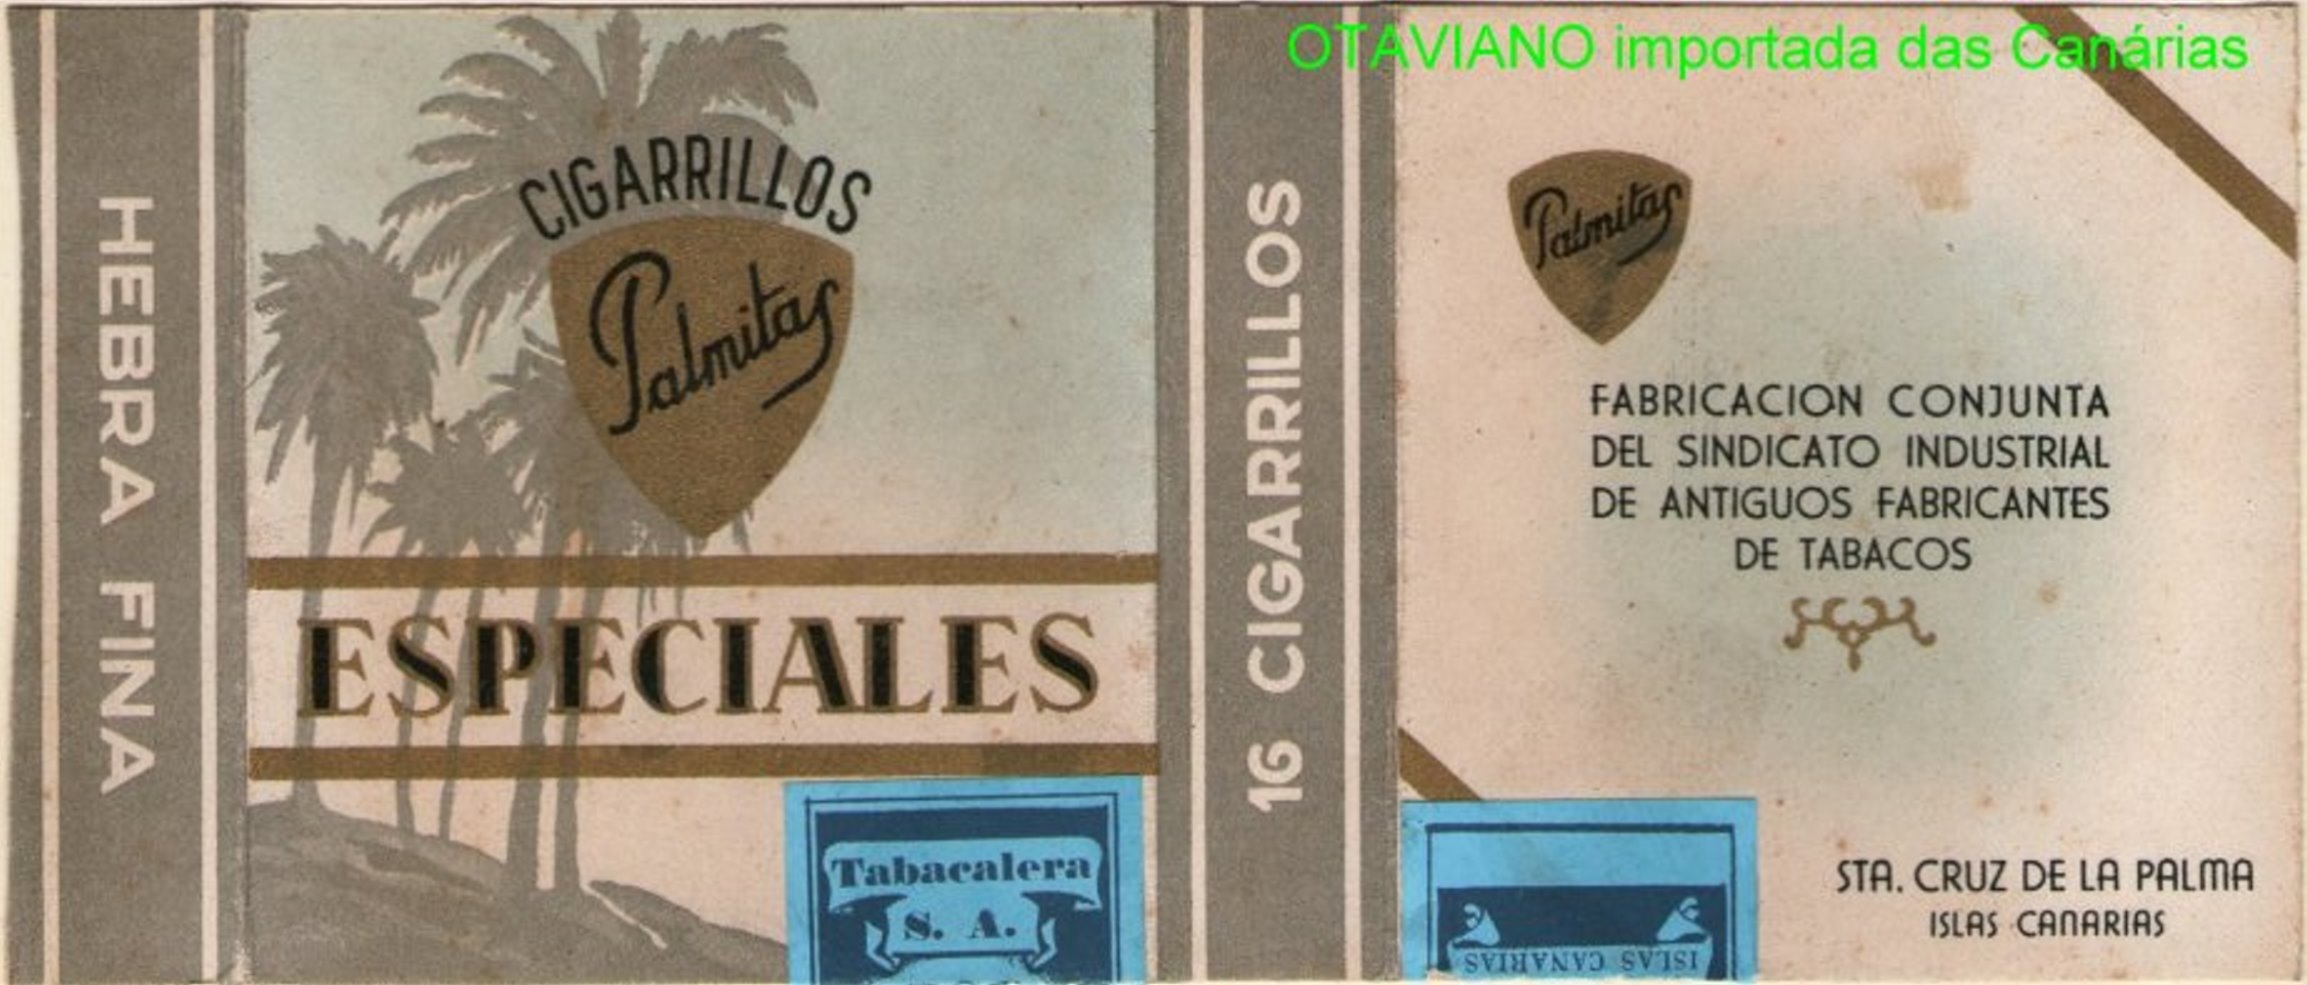 OTAVIANO importada das Canárias
HEBRA FINA
CIGARRILLOS
Palmitas
ESPECIALES
Tabacalera
S. A.
16 CIGARRILLOS
Palmitas
FABRICACION CONJUNTA
DEL SINDICATO INDUSTRIAL
DE ANTIGUOS FABRICANTES
DE TABACOS
ISLAS CANARIAS
STA. CRUZ DE LA PALMA
ISLAS CANARIAS